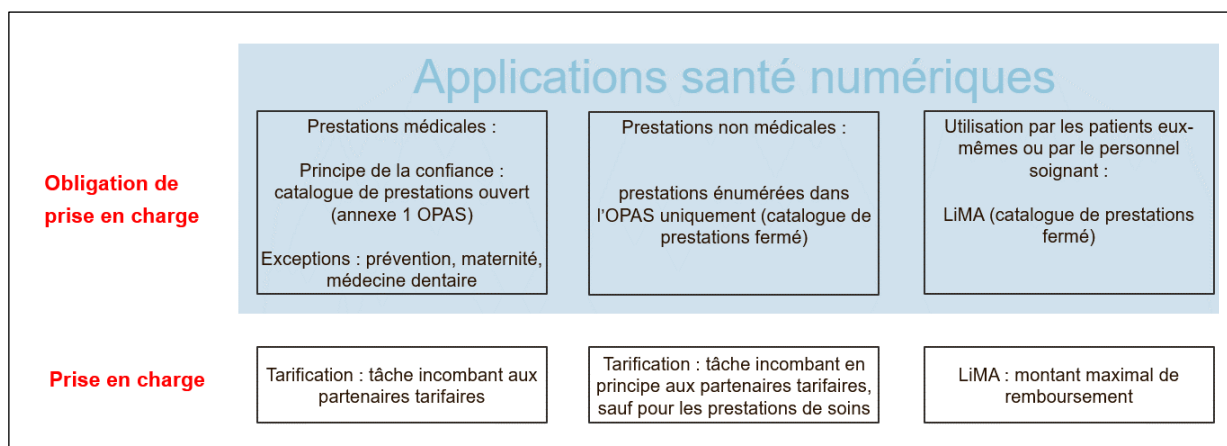 Applications santé numériques
Obligation de
prise en charge
Prestations médicales :
Principe de la confiance :
catalogue de prestations ouvert
(annexe 1 OPAS)
Exceptions : prévention, maternité,
médecine dentaire
Prestations non médicales :
prestations énumérées dans
l'OPAS uniquement (catalogue de
prestations fermé)
Utilisation par les patients eux-
mêmes ou par le personnel
soignant :
LiMA (catalogue de prestations
fermé)
Prise en charge
Tarification : tâche incombant aux
partenaires tarifaires
Tarification : tâche incombant en
principe aux partenaires tarifaires,
sauf pour les prestations de soins
LiMA : montant maximal de
remboursement